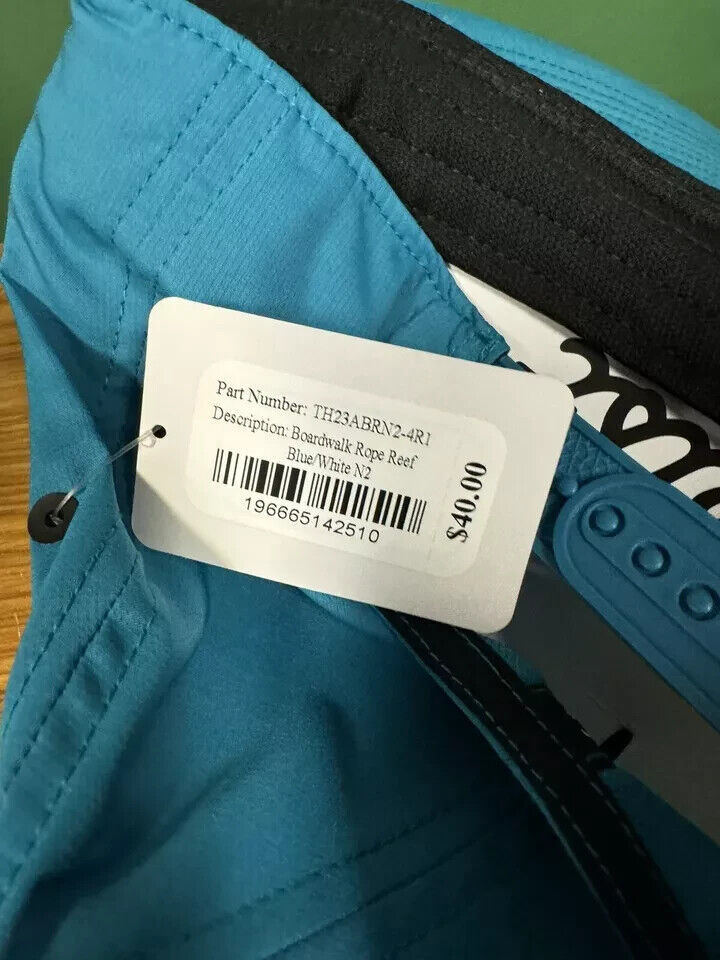 Part Number: TH23ABRN2-4R1
Description: Boardwalk Rope Reef
Blue/White N2
196665142510
$40.00